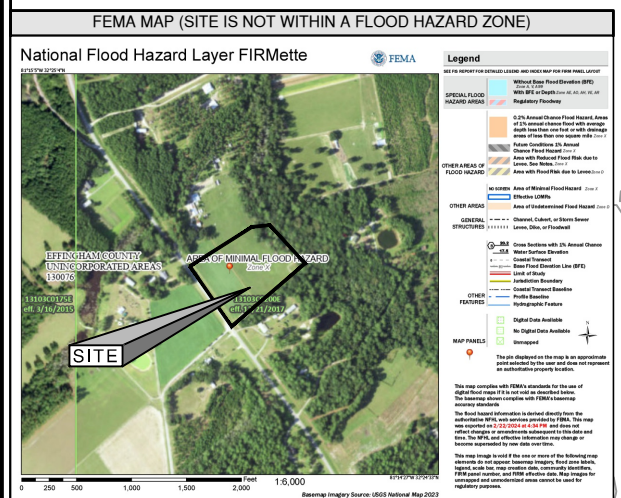 FEMA MAP (SITE IS NOT WITHIN A FLOOD HAZARD ZONE)
National Flood Hazard Layer FIRMette
FEMA
81°15'5"W 32°25'4"N
EFFINGHAM COUNTY
UNINCORPORATED AREAS
130076
AREA OF MINIMAL FLOOD HAZARD
Zone X
13103C0175E
eff. 3/16/2015
SITE
0 250 500 1,000 1,500 2,000
Feet
1:6,000
81°14'27"W 32°24'33"N
Basemap Imagery Source: USGS National Map 2023
Legend
SEE FIS REPORT FOR DETAILED LEGEND AND INDEX MAP FOR FIRM PANEL LAYOUT
SPECIAL FLOOD
HAZARD AREAS
Without Base Flood Elevation (BFE)
Zone A, V, A99
With BFE or Depth Zone AE, AO, AH, VE, AR
Regulatory Floodway
OTHER AREAS OF
FLOOD HAZARD
0.2% Annual Chance Flood Hazard, Areas
of 1% annual chance flood with average
depth less than one foot or with drainage
areas of less than one square mile Zone X
Future Conditions 1% Annual
Chance Flood Hazard Zone X
Area with Reduced Flood Risk due to
Levee. See Notes. Zone X
Area with Flood Risk due to Levee Zone D
OTHER AREAS
NO SCREEN Area of Minimal Flood Hazard Zone X
Effective LOMRs
Area of Undetermined Flood Hazard Zone D
GENERAL
STRUCTURES
Channel, Culvert, or Storm Sewer
Levee, Dike, or Floodwall
OTHER
FEATURES
Cross Sections with 1% Annual Chance
Water Surface Elevation
Coastal Transect
Base Flood Elevation Line (BFE)
Limit of Study
Jurisdiction Boundary
Coastal Transect Baseline
Profile Baseline
Hydrographic Feature
MAP PANELS
Digital Data Available
No Digital Data Available
Unmapped
N
The pin displayed on the map is an approximate
point selected by the user and does not represent
an authoritative property location.
This map complies with FEMA's standards for the use of
digital flood maps if it is not void as described below.
The basemap shown complies with FEMA's basemap
accuracy standards
The flood hazard information is derived directly from the
authoritative NFHL web services provided by FEMA. This map
was exported on 2/22/2024 at 4:34 PM and does not
reflect changes or amendments subsequent to this date and
time. The NFHL and effective information may change or
become superseded by new data over time.
This map image is void if the one or more of the following map
elements do not appear: basemap imagery, flood zone labels,
legend, scale bar, map creation date, community identifiers,
FIRM panel number, and FIRM effective date. Map images for
unmapped and unmodernized areas cannot be used for
regulatory purposes.